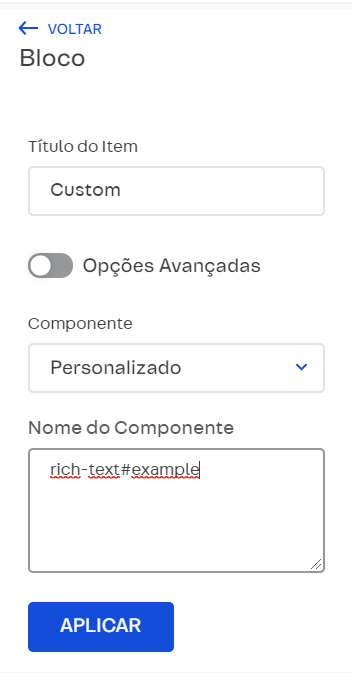 VOLTAR
Bloco
Título do Item
Custom
Opções Avançadas
Componente
Personalizado
Nome do Componente
rich-text#example
APLICAR